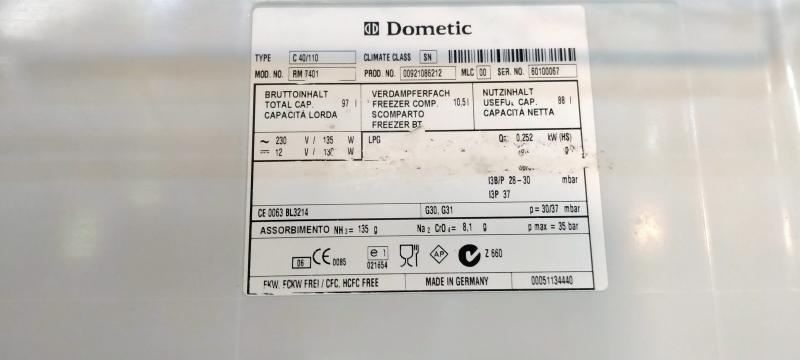 Dometic
TYPE C 40/110 CLIMATE CLASS SN
MOD. NO. RM 7401 PROD. NO. 00921086212 MLC 00 SER. NO. 60100067
BRUTTOINHALT
TOTAL CAP. 97 l
CAPACITÀ LORDA
VERDAMPFERFACH
FREEZER COMP. 10,5 l
SCOMPARTO
FREEZER BT
NUTZINHALT
USEFUL CAP. 88 l
CAPACITÀ NETTA
~ 230 V / 135 W
⎓ 12 V / 130 W
LPG Q= 0,252 kW (HS)
g
I3B/P 28-30 mbar
I3P 37
CE 0063 BL3214 G30, G31 p = 30/37 mbar
ASSORBIMENTO NH3 = 135 g Na2 CrO4 = 8,1 g p max = 35 bar
06 CE 0085 e1 021654 AP Z 660
FKW, FCKW FREI / CFC, HCFC FREE MADE IN GERMANY 00051134440